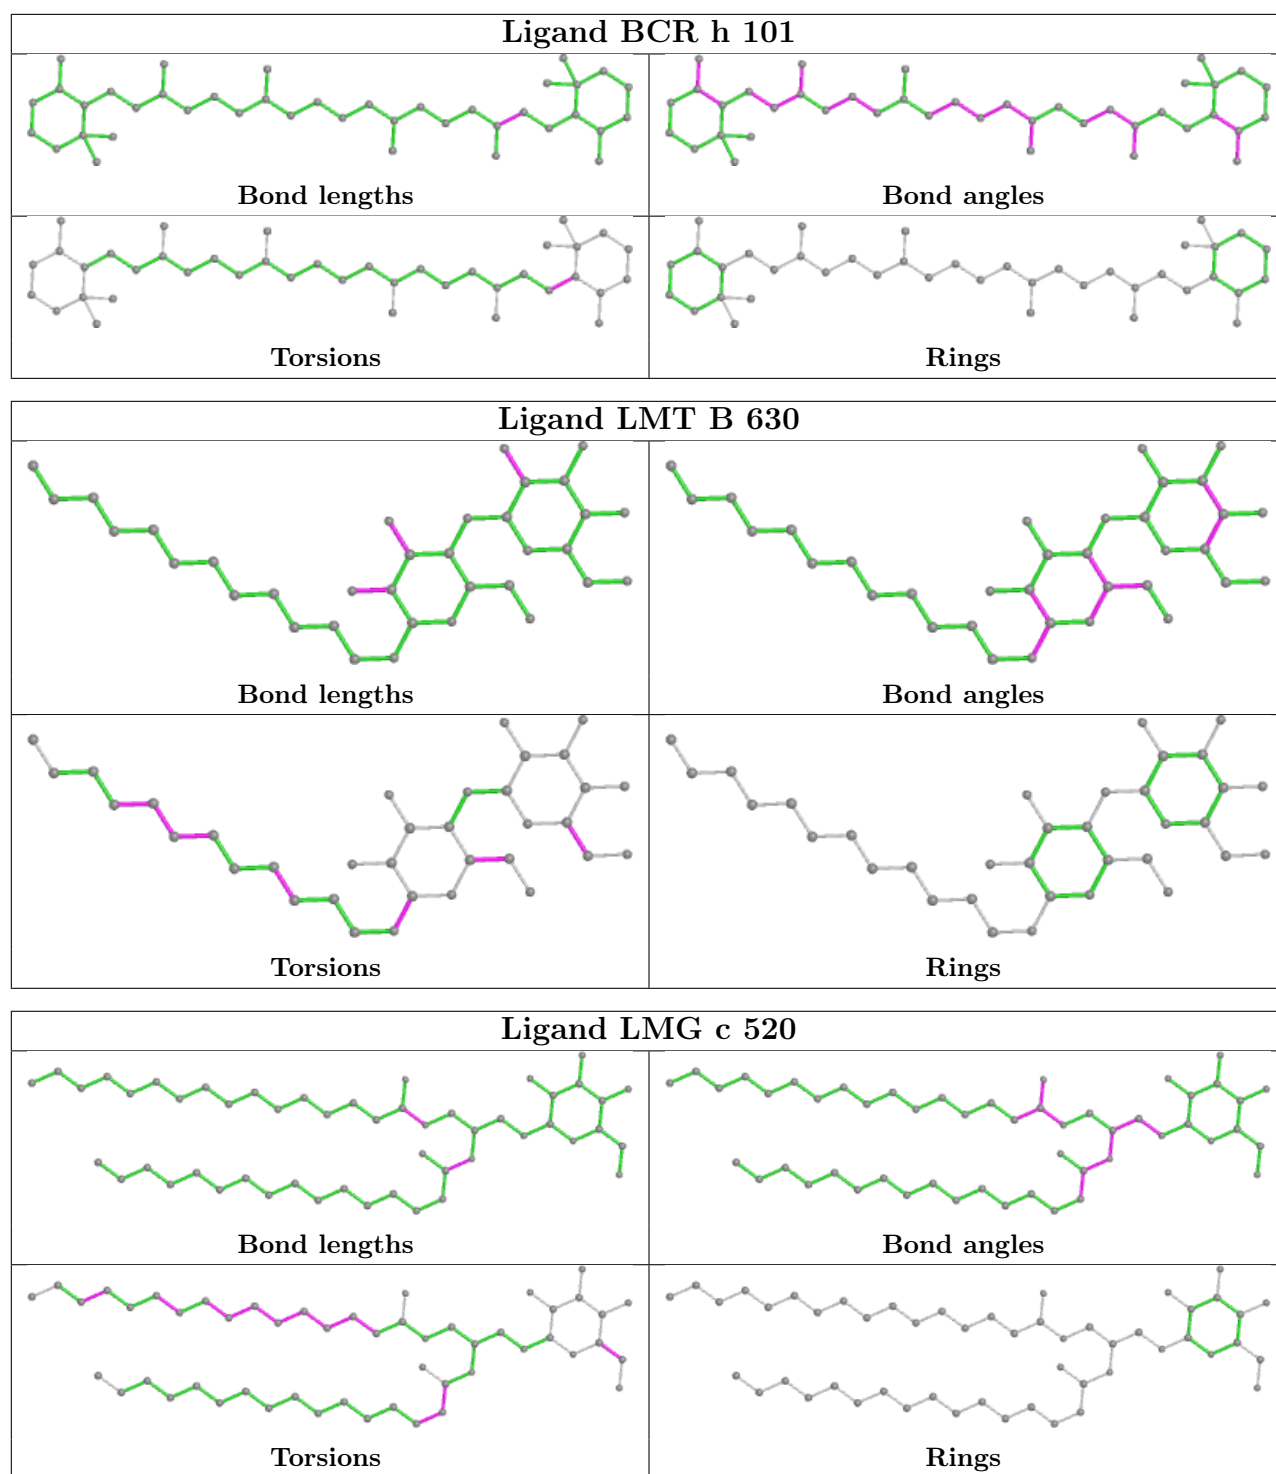 Ligand BCR h 101
Bond lengths
Bond angles
Torsions
Rings
Ligand LMT B 630
Bond lengths
Bond angles
Torsions
Rings
Ligand LMG c 520
Bond lengths
Bond angles
Torsions
Rings